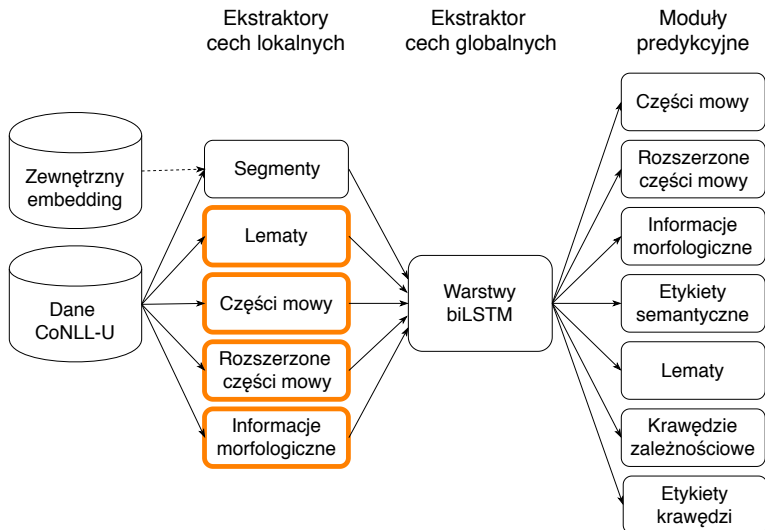 Ekstraktory
cech lokalnych
Ekstraktor
cech globalnych
Moduły
predykcyjne
Zewnętrzny
embedding
Dane
CoNLL-U
Segmenty
Lematy
Części mowy
Rozszerzone
części mowy
Informacje
morfologiczne
Warstwy
biLSTM
Części mowy
Rozszerzone
części mowy
Informacje
morfologiczne
Etykiety
semantyczne
Lematy
Krawędzie
zależnościowe
Etykiety
krawędzi